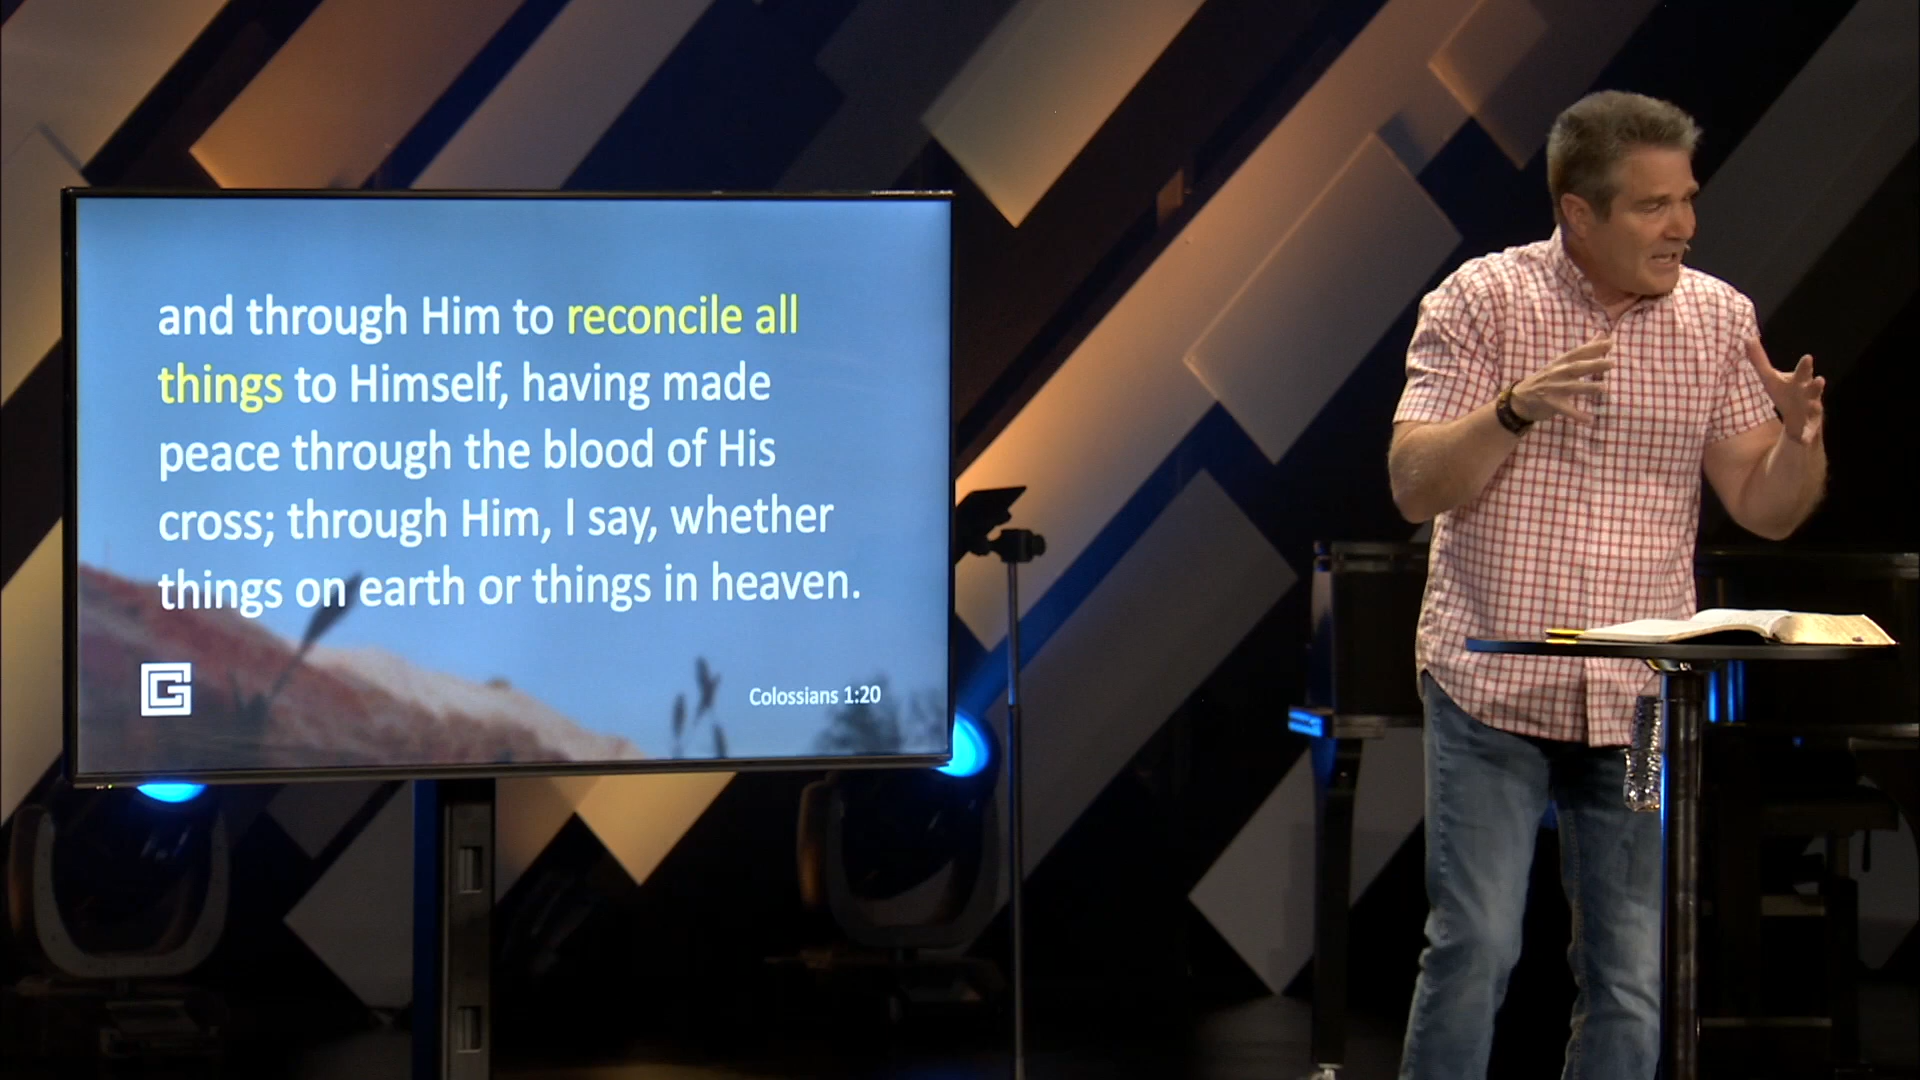 and through Him to reconcile all
things to Himself, having made
peace through the blood of His
cross; through Him, I say, whether
things on earth or things in heaven.
Colossians 1:20